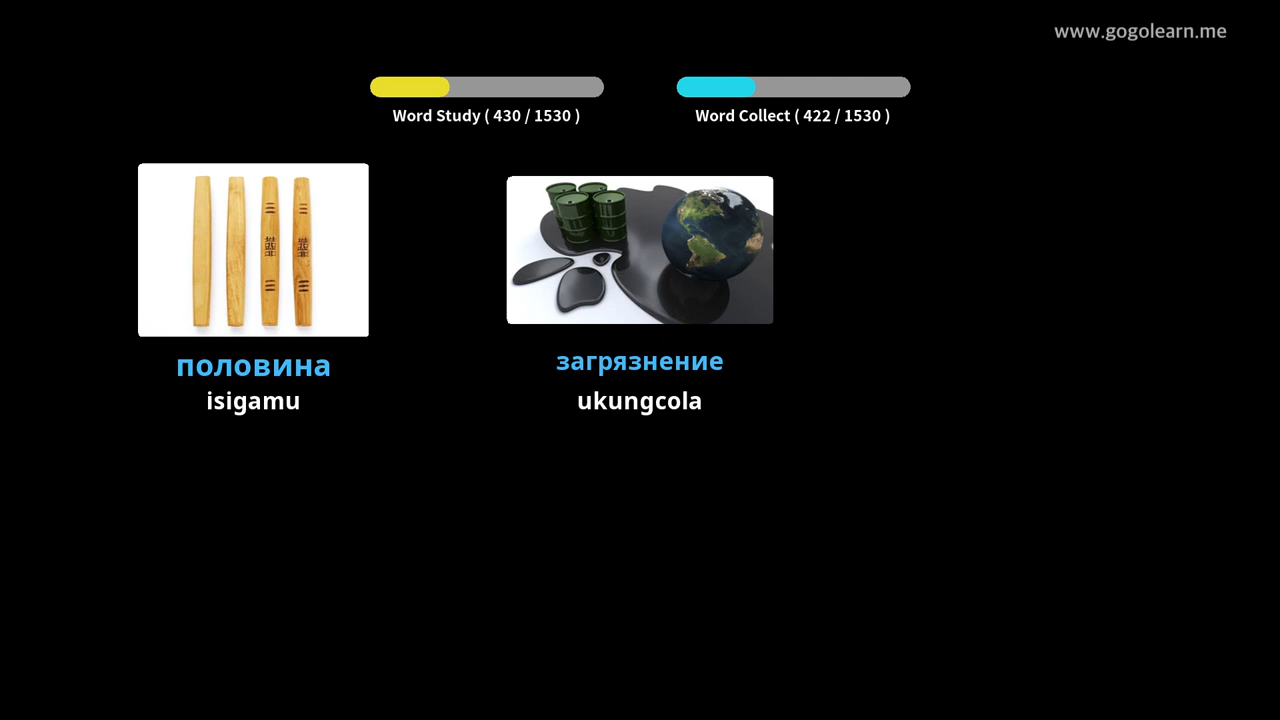 www.gogolearn.me
Word Study ( 430 / 1530 )
Word Collect ( 422 / 1530 )
половина
isigamu
загрязнение
ukungcola